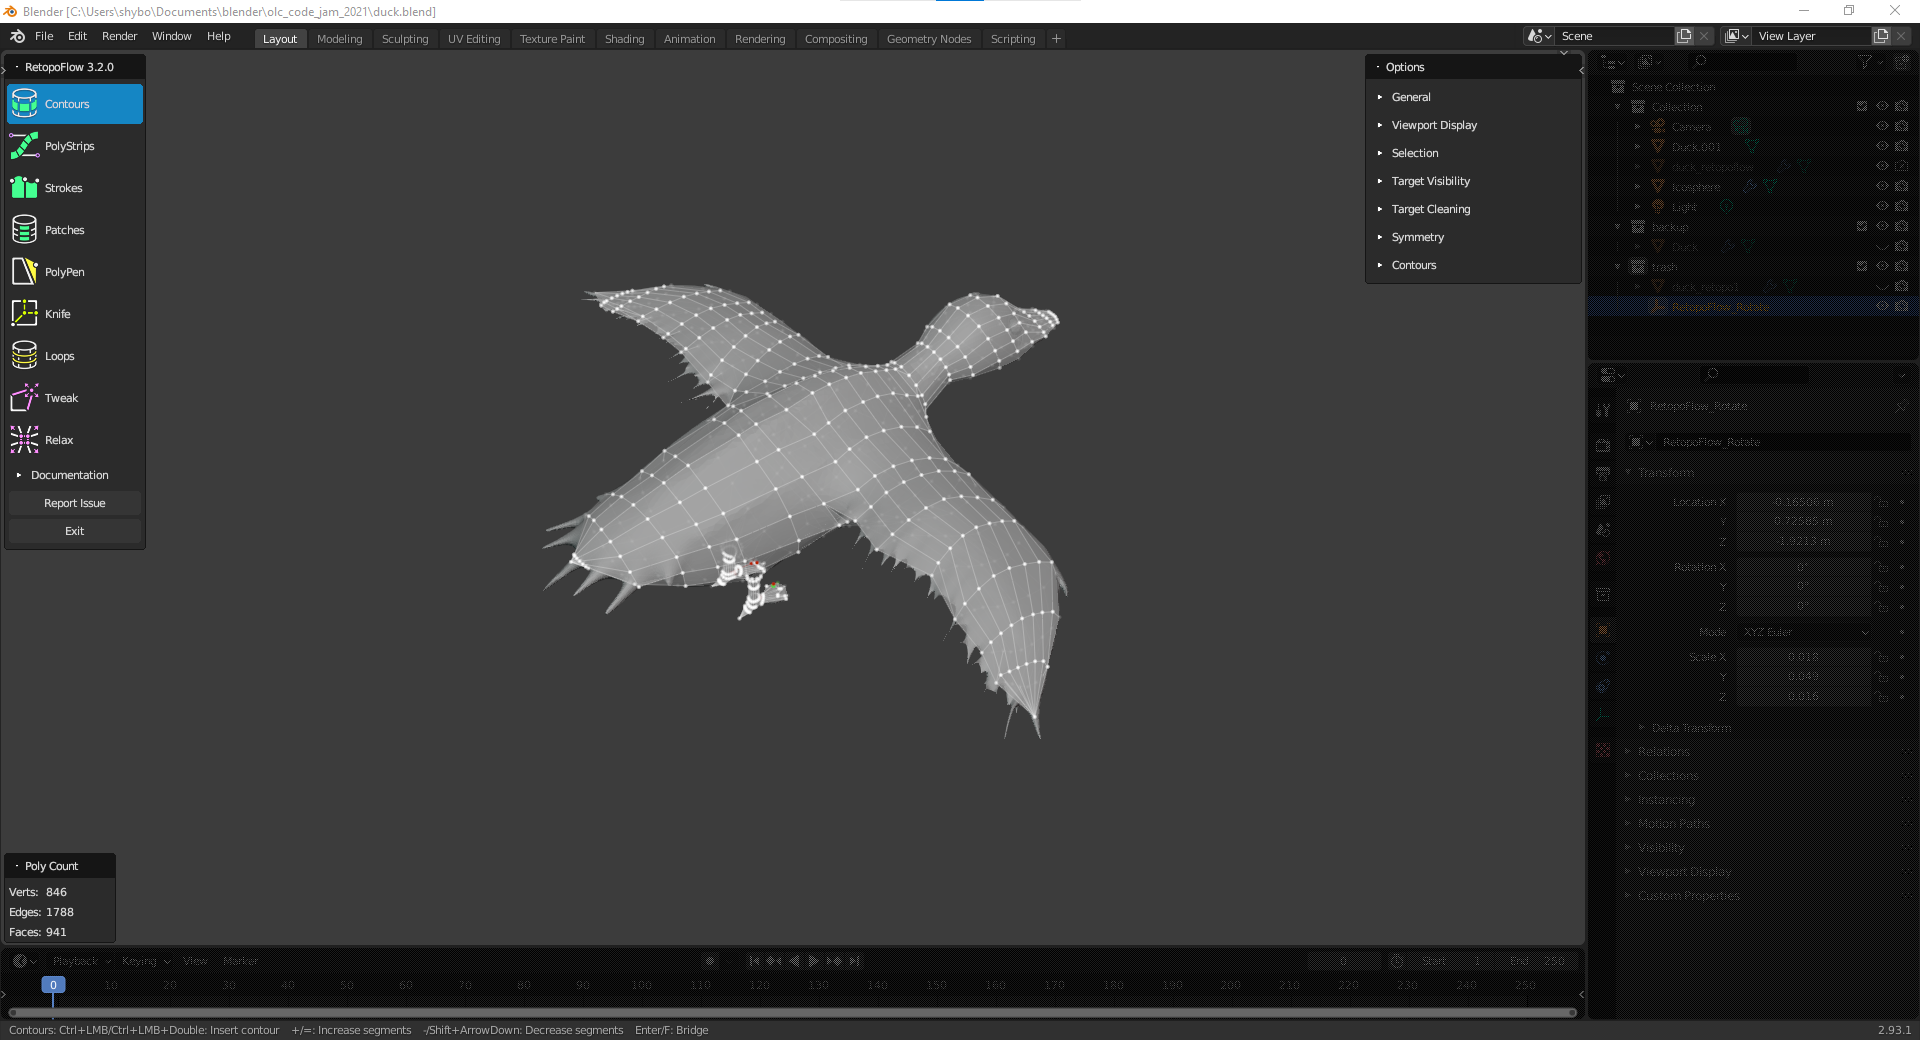 Blender [C:\Users\shybo\Documents\blender\olc_code_jam_2021\duck.blend]
File Edit Render Window Help Layout Modeling Sculpting UV Editing Texture Paint Shading Animation Rendering Compositing Geometry Nodes Scripting + Scene View Layer
RetopoFlow 3.2.0
Contours
PolyStrips
Strokes
Patches
PolyPen
Knife
Loops
Tweak
Relax
Documentation
Report Issue
Exit
Options
General
Viewport Display
Selection
Target Visibility
Target Cleaning
Symmetry
Contours
Scene Collection
Collection
Camera
Duck.001
duck_retopoflow
Icosphere
Light
backup
Duck
trash
duck_retopo1
RetopoFlow_Rotate
RetopoFlow_Rotate
RetopoFlow_Rotate
Transform
Location X -0.16506 m
Y 0.72585 m
Z -1.9213 m
Rotation X 0°
Y 0°
Z 0°
Mode XYZ Euler
Scale X 0.018
Y 0.049
Z 0.016
Delta Transform
Relations
Collections
Instancing
Motion Paths
Visibility
Viewport Display
Custom Properties
Poly Count
Verts: 846
Edges: 1788
Faces: 941
Playback Keying View Marker 0 Start 1 End 250
0 10 20 30 40 50 60 70 80 90 100 110 120 130 140 150 160 170 180 190 200 210 220 230 240 250
Contours: Ctrl+LMB/Ctrl+LMB+Double: Insert contour +/=: Increase segments -/Shift+ArrowDown: Decrease segments Enter/F: Bridge 2.93.1